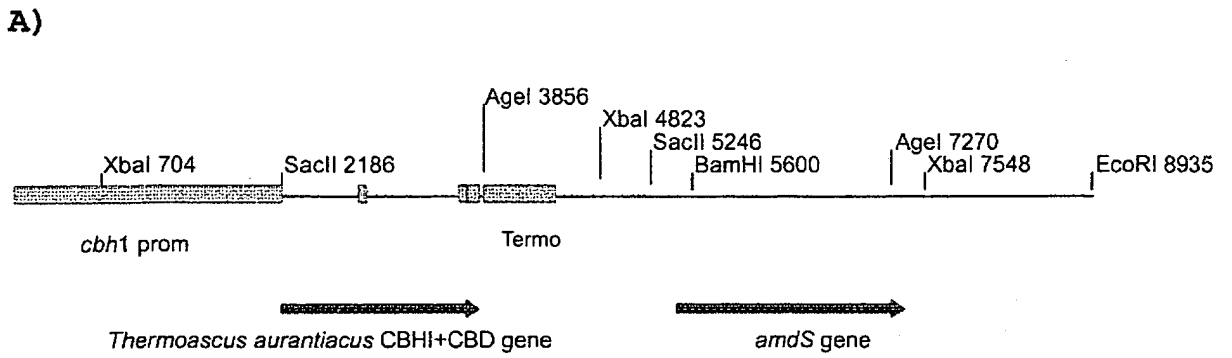 A)
AgeI 3856
XbaI 4823
SacII 5246
AgeI 7270
XbaI 704
SacII 2186
BamHI 5600
XbaI 7548
EcoRI 8935
cbh1 prom
Termo
Thermoascus aurantiacus CBHI+CBD gene
amdS gene